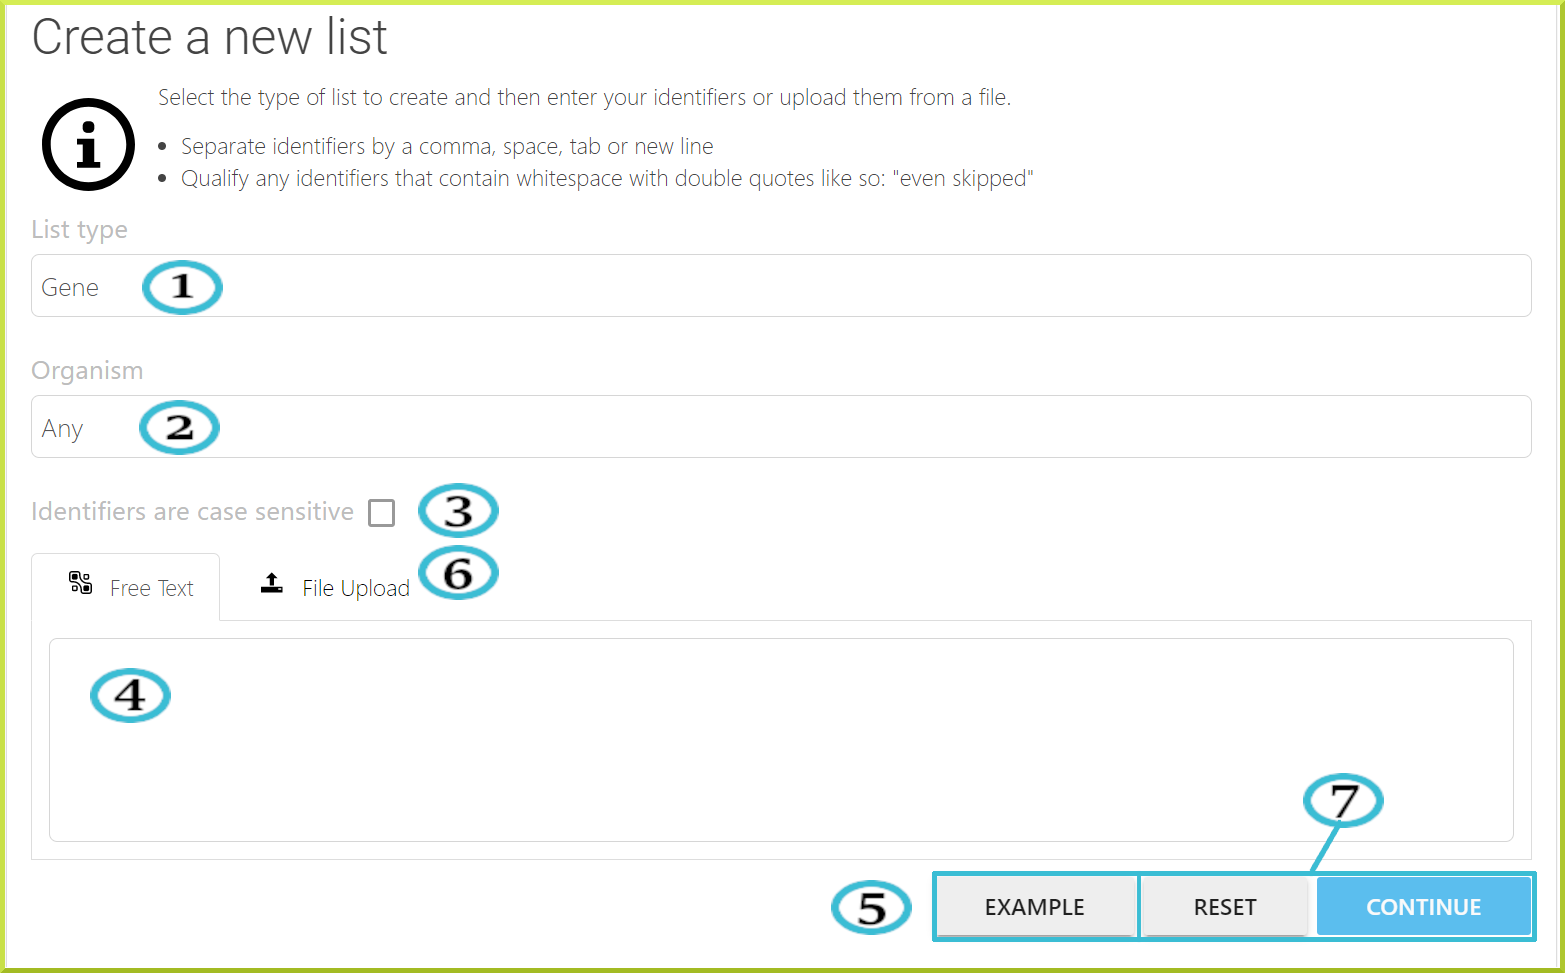 Create a new list
Select the type of list to create and then enter your identifiers or upload them from a file.
• Separate identifiers by a comma, space, tab or new line
• Qualify any identifiers that contain whitespace with double quotes like so: "even skipped"
List type
Gene 1
Organism
Any 2
Identifiers are case sensitive 3
Free Text File Upload 6
4
7
5 EXAMPLE RESET CONTINUE